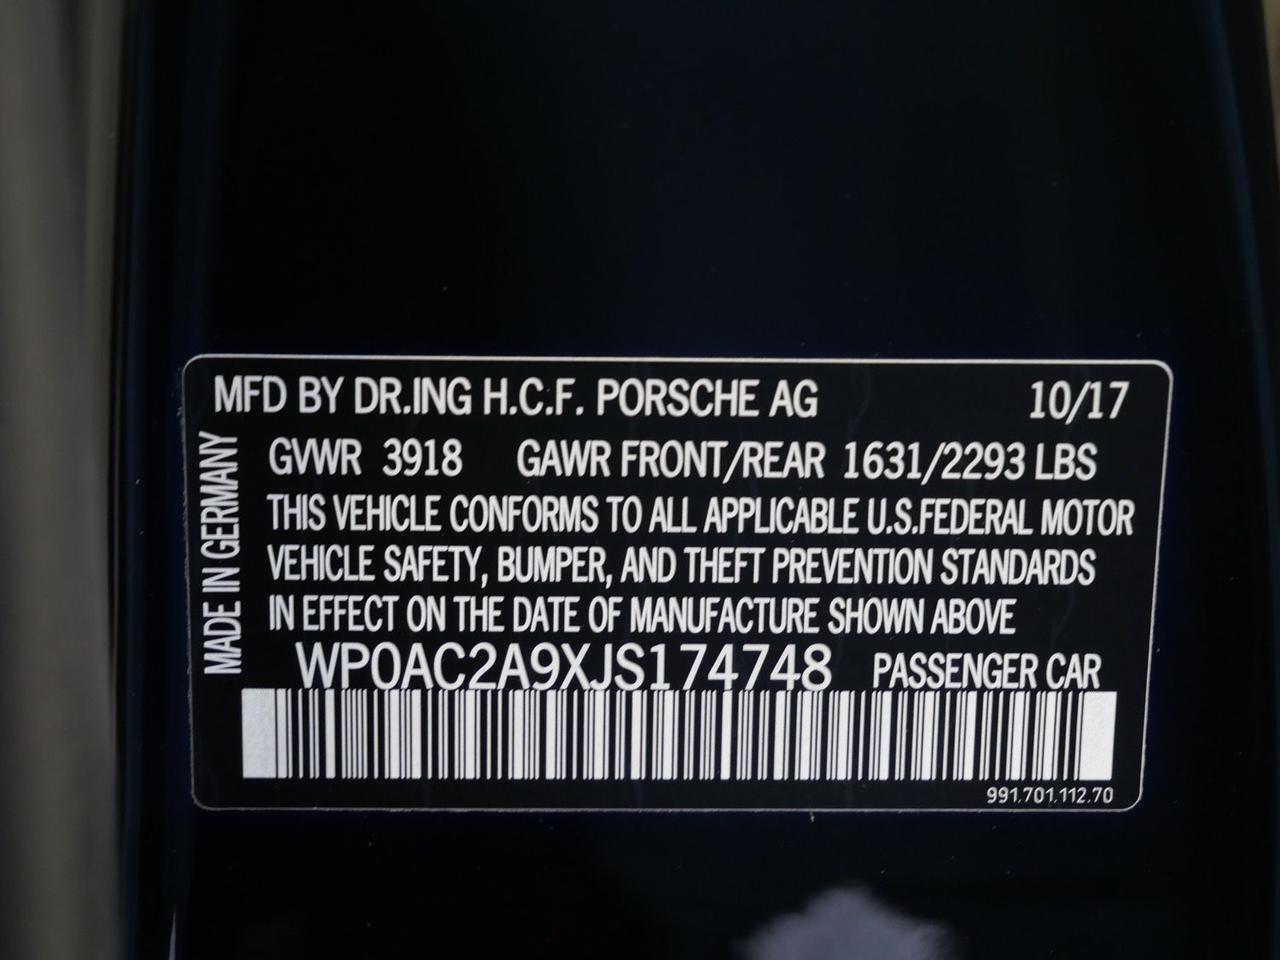 MFD BY DR.ING H.C.F. PORSCHE AG 10/17
GVWR 3918 GAWR FRONT/REAR 1631/2293 LBS
THIS VEHICLE CONFORMS TO ALL APPLICABLE U.S.FEDERAL MOTOR
VEHICLE SAFETY, BUMPER, AND THEFT PREVENTION STANDARDS
IN EFFECT ON THE DATE OF MANUFACTURE SHOWN ABOVE
WP0AC2A9XJS174748 PASSENGER CAR
991.701.112.70
MADE IN GERMANY